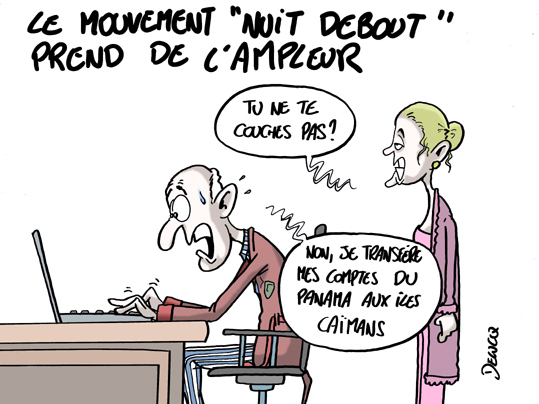 LE MOUVEMENT "NUIT DEBOUT"
PREND DE L'AMPLEUR
TU NE TE
COUCHES PAS?
NON, JE TRANSFÈRE
MES COMPTES DU
PANAMA AUX ÎLES
CAÏMANS
DELUCQ